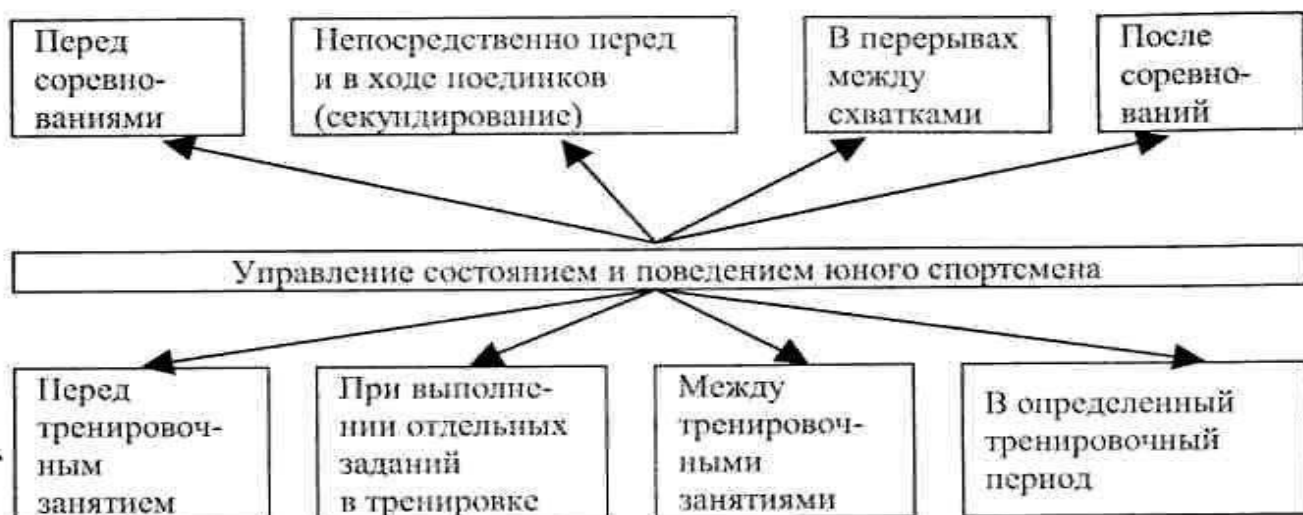 Перед
соревно-
ваниями
Непосредственно перед
и в ходе поединков
(секундирование)
В перерывах
между
схватками
После
соревно-
ваний
Управление состоянием и поведением юного спортсмена
Перед
тренировоч-
ным
занятием
При выполне-
нии отдельных
заданий
в тренировке
Между
тренировоч-
ными
занятиями
В определенный
тренировочный
период